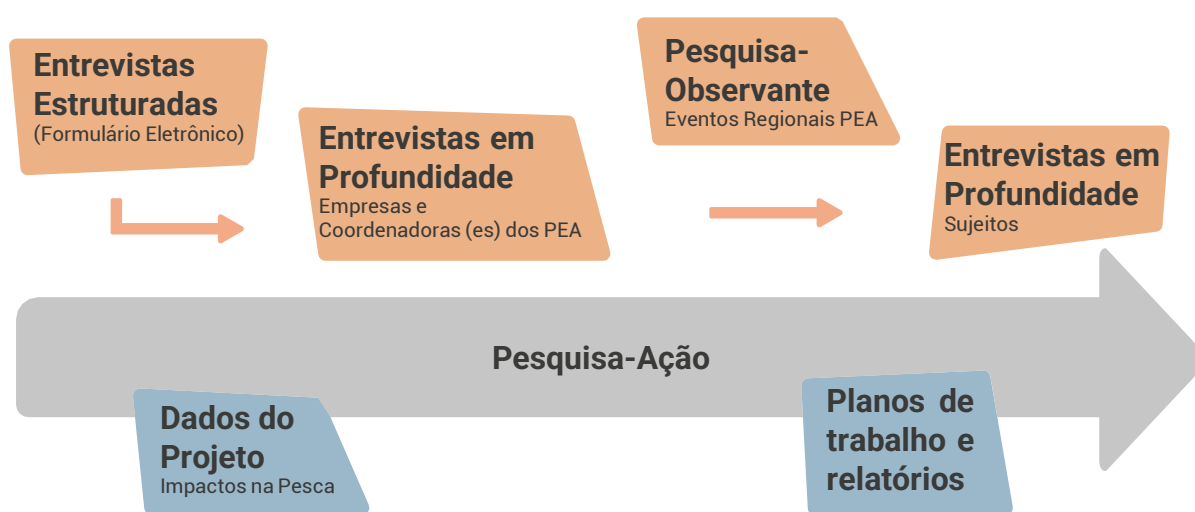 Entrevistas
Estruturadas
(Formulário Eletrônico)
Entrevistas em
Profundidade
Empresas e
Coordenadoras (es) dos PEA
Pesquisa-
Observante
Eventos Regionais PEA
Entrevistas em
Profundidade
Sujeitos
Pesquisa-Ação
Dados do
Projeto
Impactos na Pesca
Planos de
trabalho e
relatórios